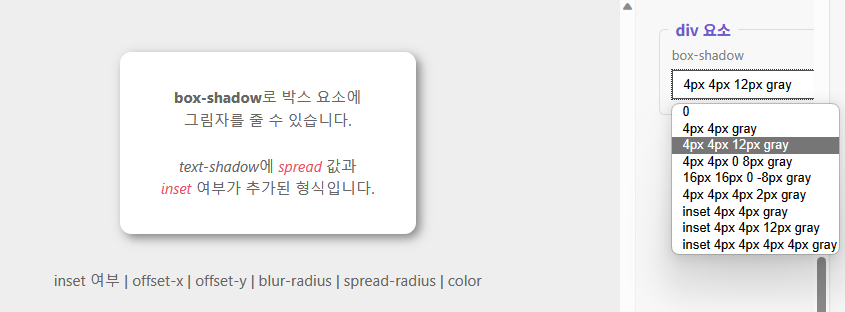 box-shadow로 박스 요소에
그림자를 줄 수 있습니다.
text-shadow에 spread 값과
inset 여부가 추가된 형식입니다.
inset 여부 | offset-x | offset-y | blur-radius | spread-radius | color
div 요소
box-shadow
4px 4px 12px gray
0
4px 4px gray
4px 4px 12px gray
4px 4px 0 8px gray
16px 16px 0 -8px gray
4px 4px 4px 2px gray
inset 4px 4px gray
inset 4px 4px 12px gray
inset 4px 4px 4px 4px gray